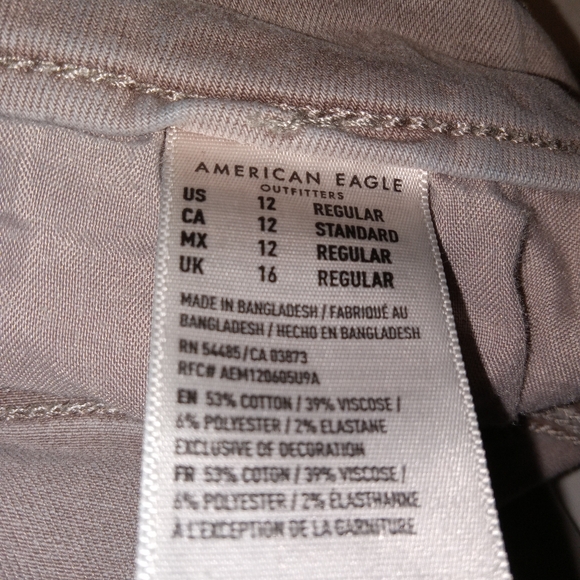 AMERICAN EAGLE
OUTFITTERS
US 12 REGULAR
CA 12 STANDARD
MX 12 REGULAR
UK 16 REGULAR
MADE IN BANGLADESH / FABRIQUÉ AU
BANGLADESH / HECHO EN BANGLADESH
RN 54485/CA 03873
RFC# AEM120605U9A
EN 53% COTTON / 39% VISCOSE /
6% POLYESTER / 2% ELASTANE
EXCLUSIVE OF DECORATION
FR 53% COTON / 39% VISCOSE /
6% POLYESTER / 2% ÉLASTHANNE
À L'EXCEPTION DE LA GARNITURE